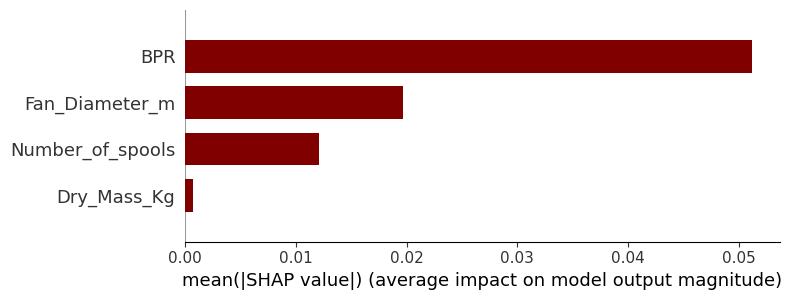 BPR
Fan_Diameter_m
Number_of_spools
Dry_Mass_Kg
0.00 0.01 0.02 0.03 0.04 0.05
mean(|SHAP value|) (average impact on model output magnitude)